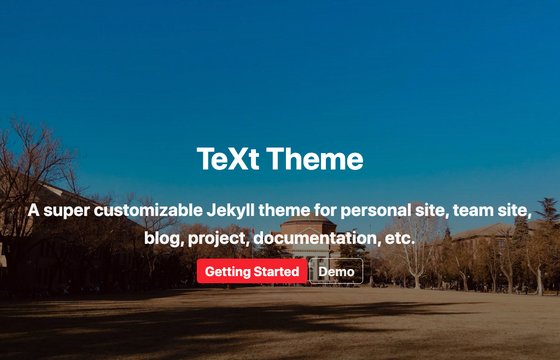 TeXt Theme
A super customizable Jekyll theme for personal site, team site,
blog, project, documentation, etc.
Getting Started
Demo